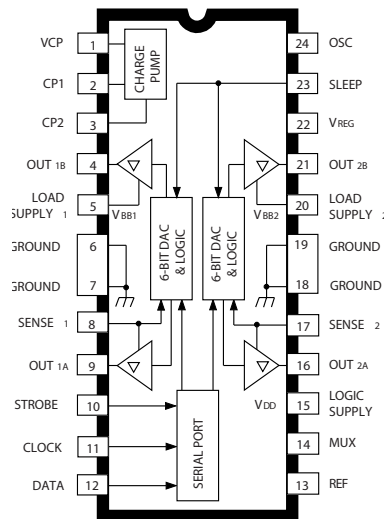 VCP 1 24 OSC
CP1 2 CHARGE PUMP 23 SLEEP
CP2 3 22 VREG
OUT 1B 4 21 OUT 2B
LOAD SUPPLY 1 5 VBB1 VBB2 20 LOAD SUPPLY 2
GROUND 6 6-BIT DAC & LOGIC 6-BIT DAC & LOGIC 19 GROUND
GROUND 7 18 GROUND
SENSE 1 8 17 SENSE 2
OUT 1A 9 16 OUT 2A
STROBE 10 VDD 15 LOGIC SUPPLY
CLOCK 11 SERIAL PORT 14 MUX
DATA 12 13 REF